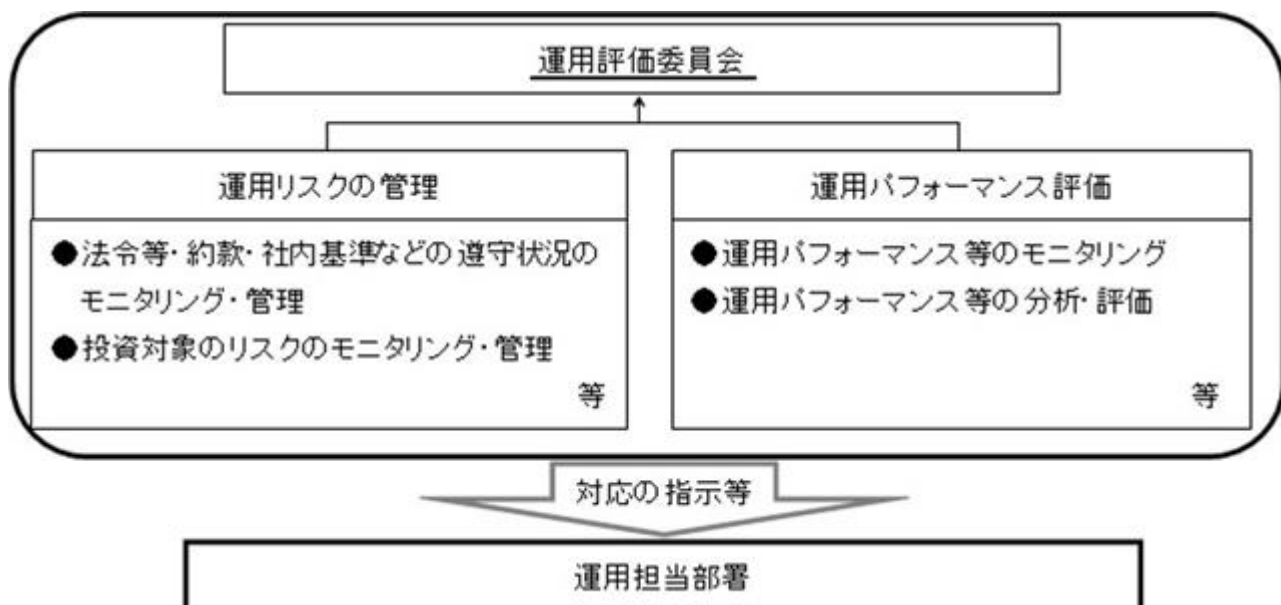 運用評価委員会
運用リスクの管理
●法令等・約款・社内基準などの遵守状況の
モニタリング・管理
●投資対象のリスクのモニタリング・管理
等
運用パフォーマンス評価
●運用パフォーマンス等のモニタリング
●運用パフォーマンス等の分析・評価
等
対応の指示等
運用担当部署